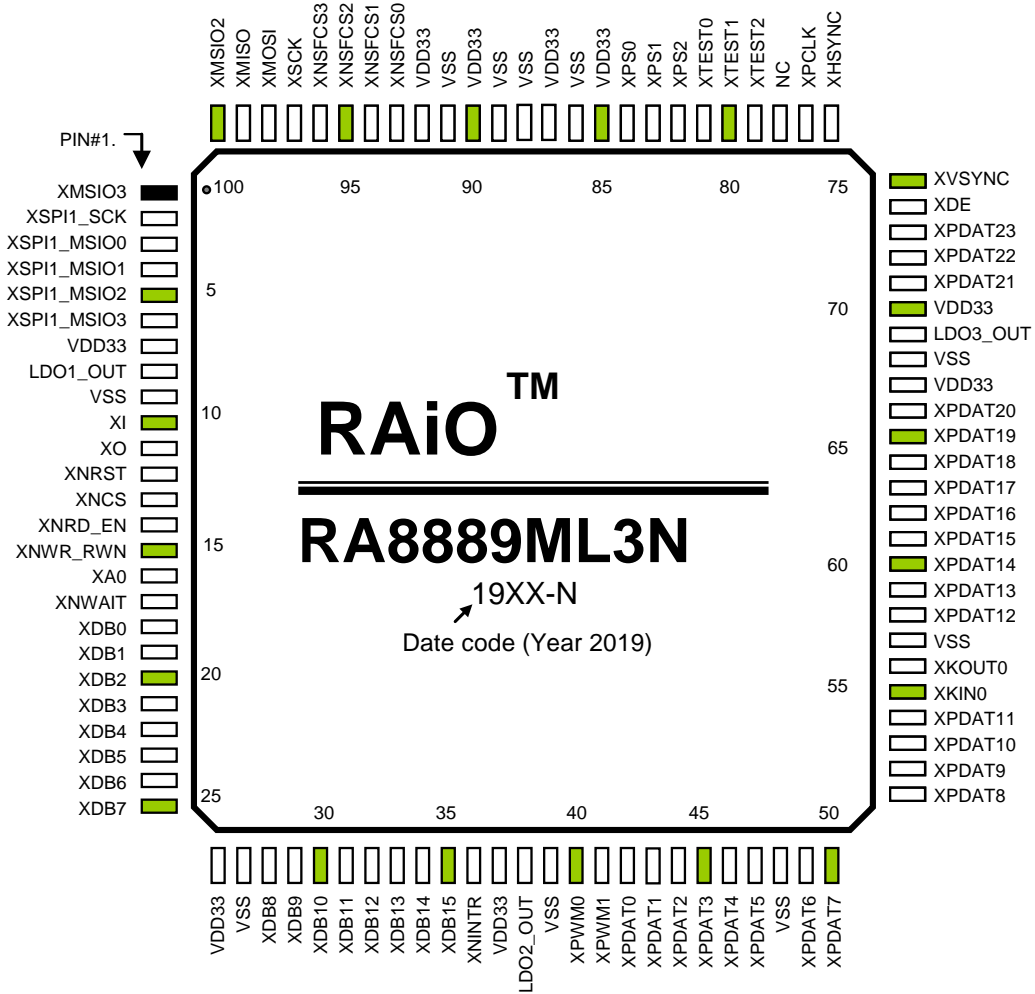 XMSIO2
XMISO
XMOSI
XSCK
XNSFCS3
XNSFCS2
XNSFCS1
XNSFCS0
VDD33
VSS
VDD33
VSS
VSS
VDD33
VSS
VDD33
XPS0
XPS1
XPS2
XTEST0
XTEST1
XTEST2
NC
XPCLK
XHSYNC
PIN#1.
100
95
90
85
80
75
XMSIO3
XSPI1_SCK
XSPI1_MSIO0
XSPI1_MSIO1
XSPI1_MSIO2
XSPI1_MSIO3
VDD33
LDO1_OUT
VSS
XI
XO
XNRST
XNCS
XNRD_EN
XNWR_RWN
XA0
XNWAIT
XDB0
XDB1
XDB2
XDB3
XDB4
XDB5
XDB6
XDB7
5
10
15
20
25
RAiO TM
RA8889ML3N
19XX-N
Date code (Year 2019)
70
65
60
55
XVSYNC
XDE
XPDAT23
XPDAT22
XPDAT21
VDD33
LDO3_OUT
VSS
VDD33
XPDAT20
XPDAT19
XPDAT18
XPDAT17
XPDAT16
XPDAT15
XPDAT14
XPDAT13
XPDAT12
VSS
XKOUT0
XKIN0
XPDAT11
XPDAT10
XPDAT9
XPDAT8
30
35
40
45
50
VDD33
VSS
XDB8
XDB9
XDB10
XDB11
XDB12
XDB13
XDB14
XDB15
XNINTR
VDD33
LDO2_OUT
VSS
XPWM0
XPWM1
XPDAT0
XPDAT1
XPDAT2
XPDAT3
XPDAT4
XPDAT5
VSS
XPDAT6
XPDAT7